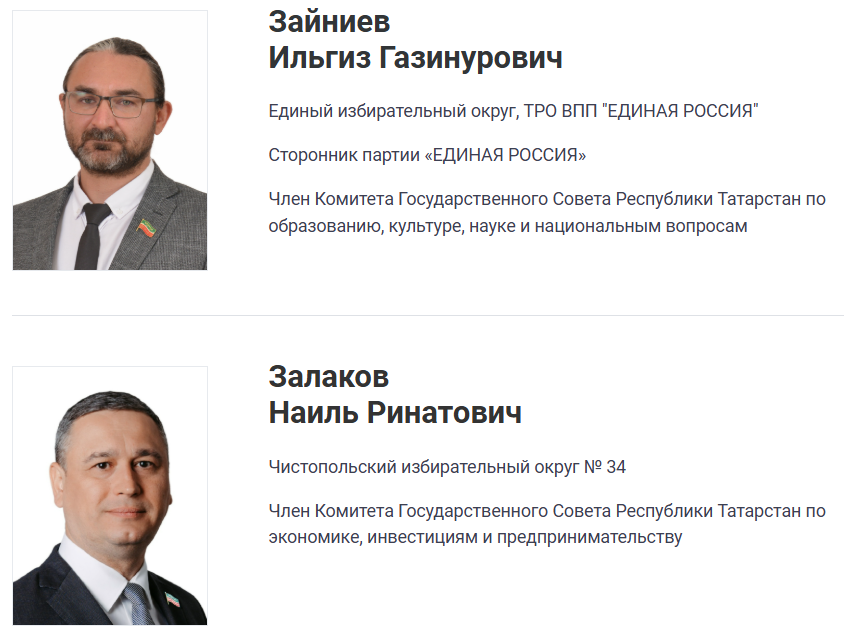 Зайниев
Ильгиз Газинурович
Единый избирательный округ, ТРО ВПП "ЕДИНАЯ РОССИЯ"
Сторонник партии «ЕДИНАЯ РОССИЯ»
Член Комитета Государственного Совета Республики Татарстан по
образованию, культуре, науке и национальным вопросам
Залаков
Наиль Ринатович
Чистопольский избирательный округ № 34
Член Комитета Государственного Совета Республики Татарстан по
экономике, инвестициям и предпринимательству